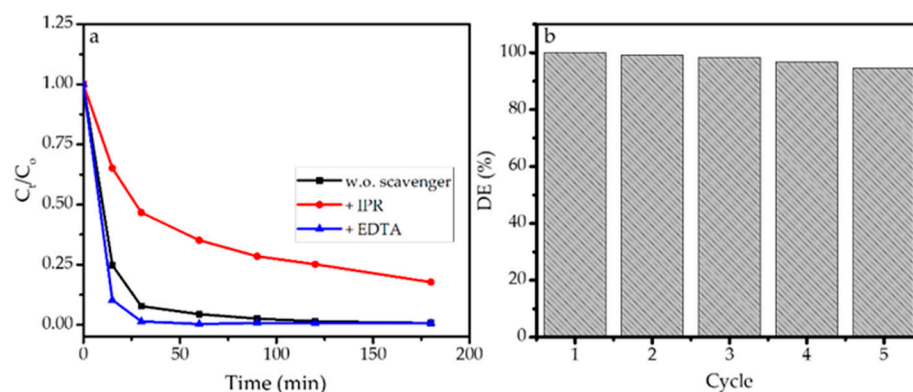 a
1.25
1.00
0.75
0.50
0.25
0.00
Cₜ/Cₒ
0
50
100
150
200
Time (min)
w.o. scavenger
+ IPR
+ EDTA
b
100
80
60
40
20
0
DE (%)
1
2
3
4
5
Cycle